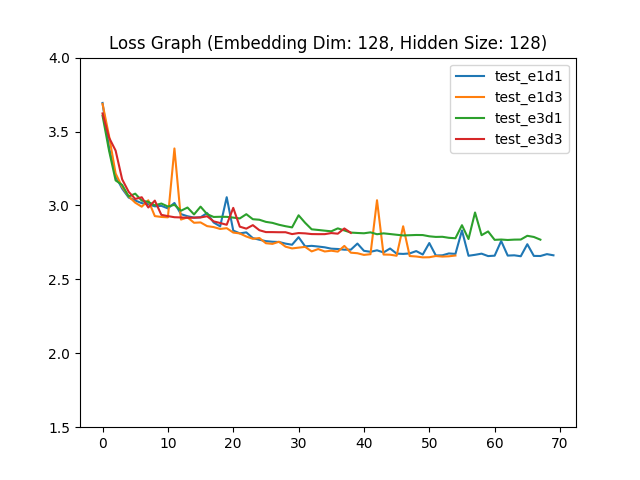 Loss Graph (Embedding Dim: 128, Hidden Size: 128)
4.0
3.5
3.0
2.5
2.0
1.5
0 10 20 30 40 50 60 70
test_e1d1
test_e1d3
test_e3d1
test_e3d3